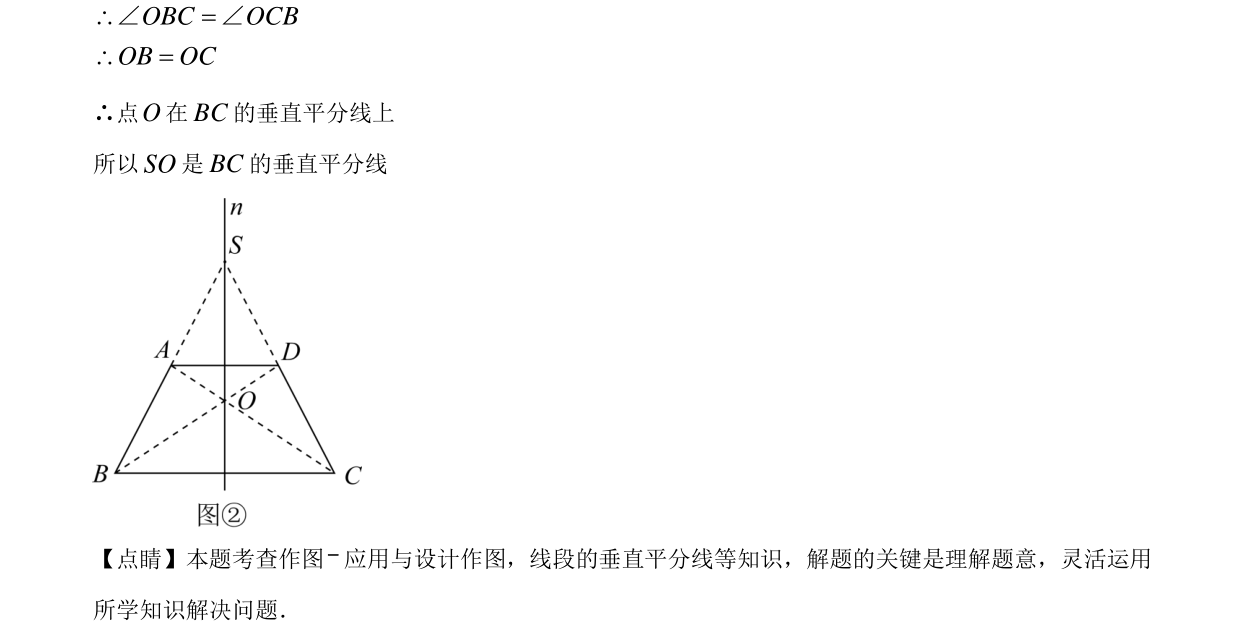 ∴∠OBC＝∠OCB
∴OB＝OC
∴点O在BC的垂直平分线上
所以SO是BC的垂直平分线
n
S
A
D
O
B
C
图②
【点睛】本题考查作图－应用与设计作图，线段的垂直平分线等知识，解题的关键是理解题意，灵活运用
所学知识解决问题．